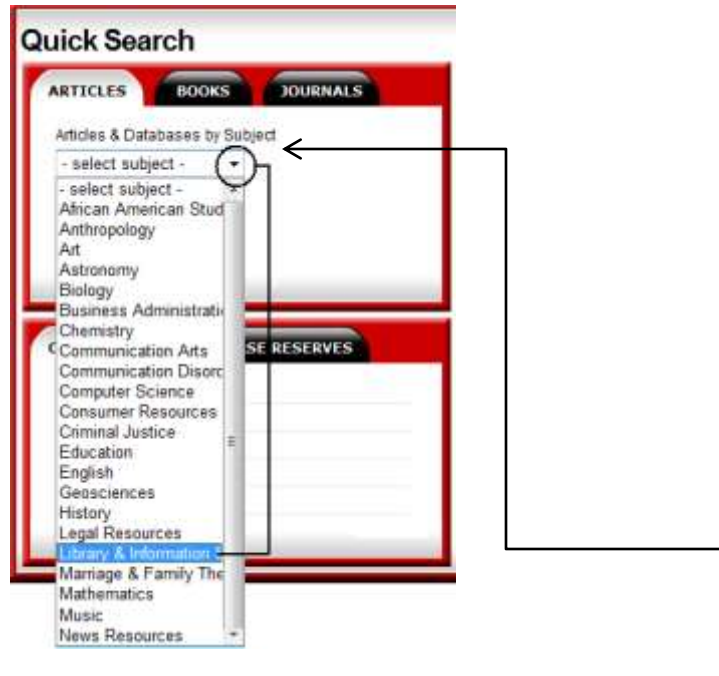 Quick Search
ARTICLES BOOKS JOURNALS
Articles & Databases by Subject
- select subject -
- select subject -
African American Stud
Anthropology
Art
Astronomy
Biology
Business Administrati
Chemistry
Communication Arts
SE RESERVES
Communication Disord
Computer Science
Consumer Resources
Criminal Justice
Education
English
Geosciences
History
Legal Resources
Library & Information
Marriage & Family The
Mathematics
Music
News Resources